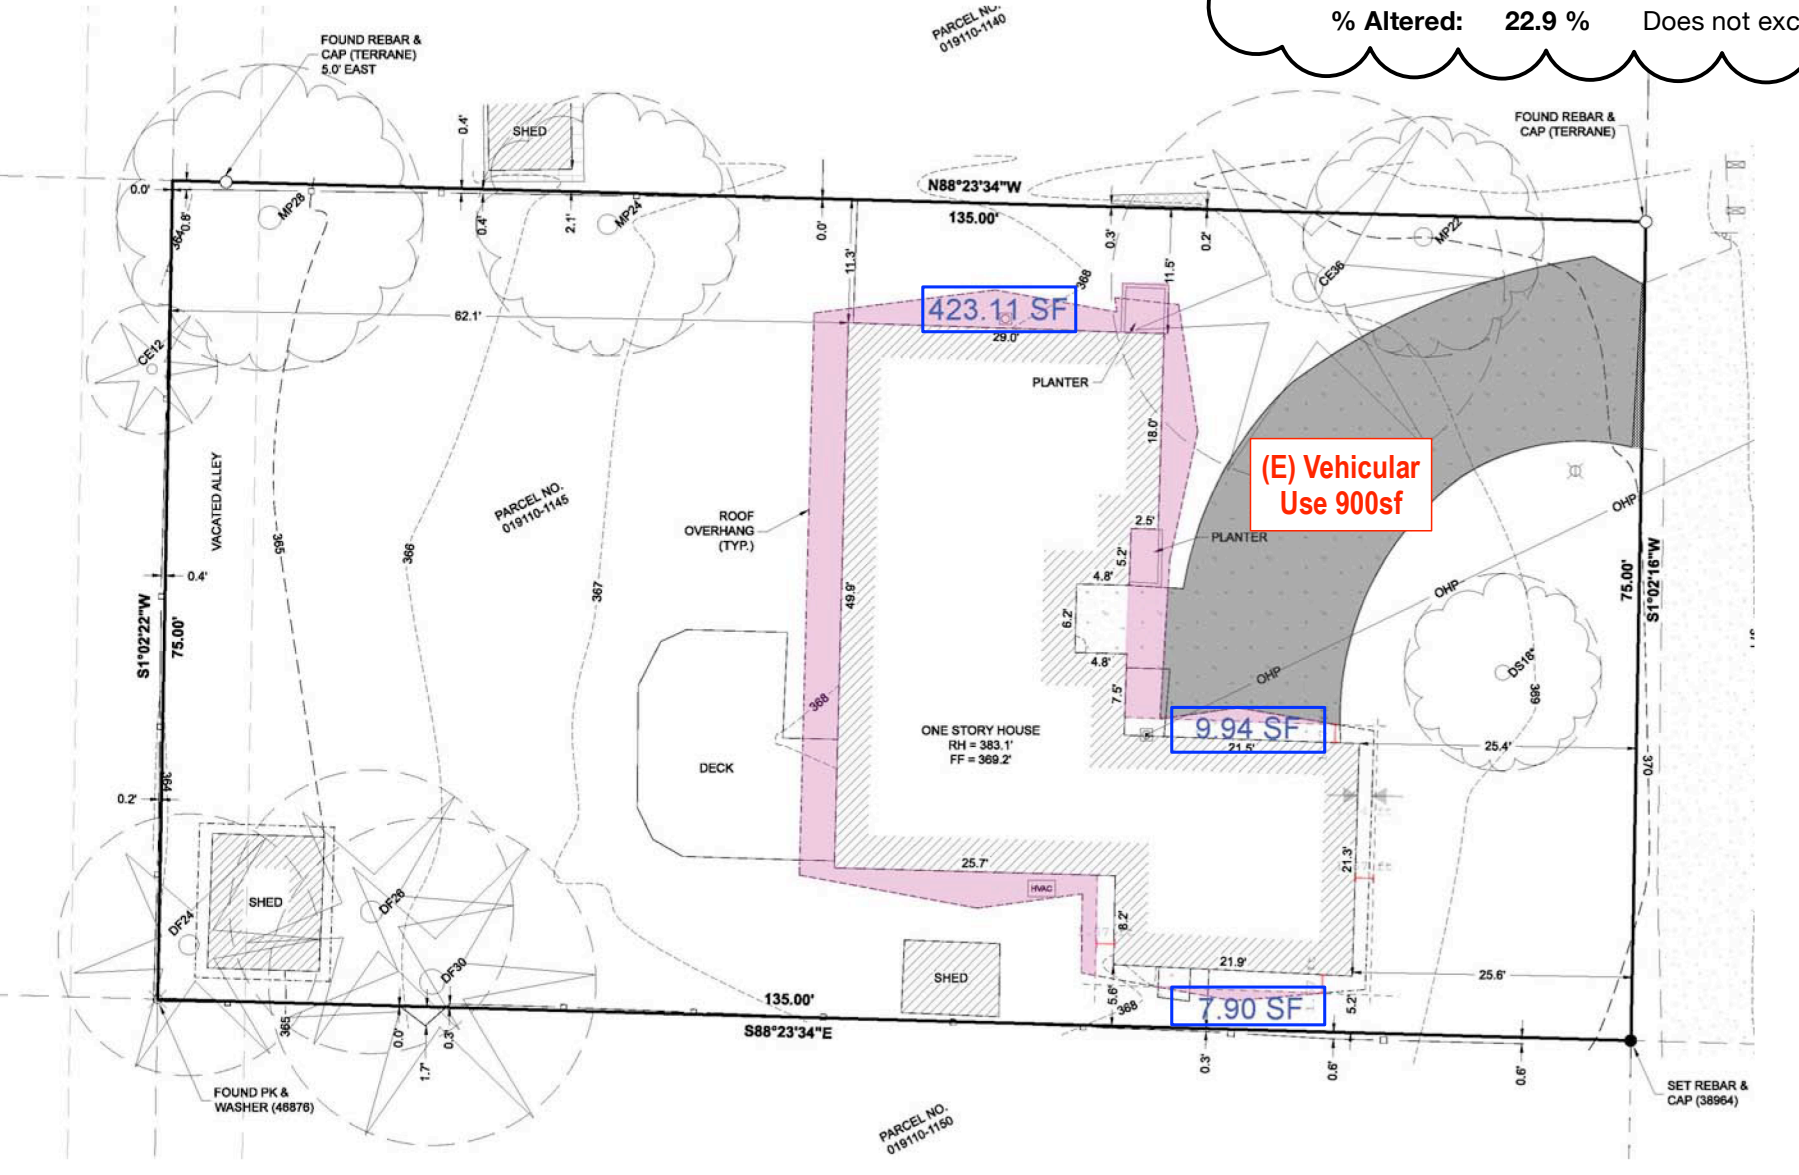 % Altered: 22.9 % Does not exc
PARCEL NO.
019110-1140
FOUND REBAR &
CAP (TERRANE)
5.0' EAST
FOUND REBAR &
CAP (TERRANE)
SHED
0.4'
0.0'
0.8'
364
MP28
0.4'
2.1'
MP24
0.0'
N88°23'34"W
135.00'
0.3'
0.2'
MP22
CE36
11.3'
11.5'
368
423.11 SF
29.0'
62.1'
CE12
PLANTER
18.0'
(E) Vehicular
Use 900sf
VACATED ALLEY
PARCEL NO.
019110-1145
ROOF
OVERHANG
(TYP.)
2.5'
PLANTER
5.2'
OHP
365
366
367
0.4'
4.8'
6.2'
4.8'
49.9'
OHP
S1°02'22"W
75.00'
75.00'
S1°02'16"W
OHP
DS18"
369
7.5'
368
ONE STORY HOUSE
RH = 383.1'
FF = 369.2'
9.94 SF
21.5'
25.4'
370
DECK
364
0.2'
25.7'
21.3'
HVAC
SHED
DF24
DF26
8.2'
DF30
SHED
21.9'
25.6'
5.6'
368
7.90 SF
5.2'
135.00'
S88°23'34"E
365
0.0'
0.3'
1.7'
0.3'
0.6'
0.6'
FOUND PK &
WASHER (46876)
SET REBAR &
CAP (38964)
PARCEL NO.
019110-1150